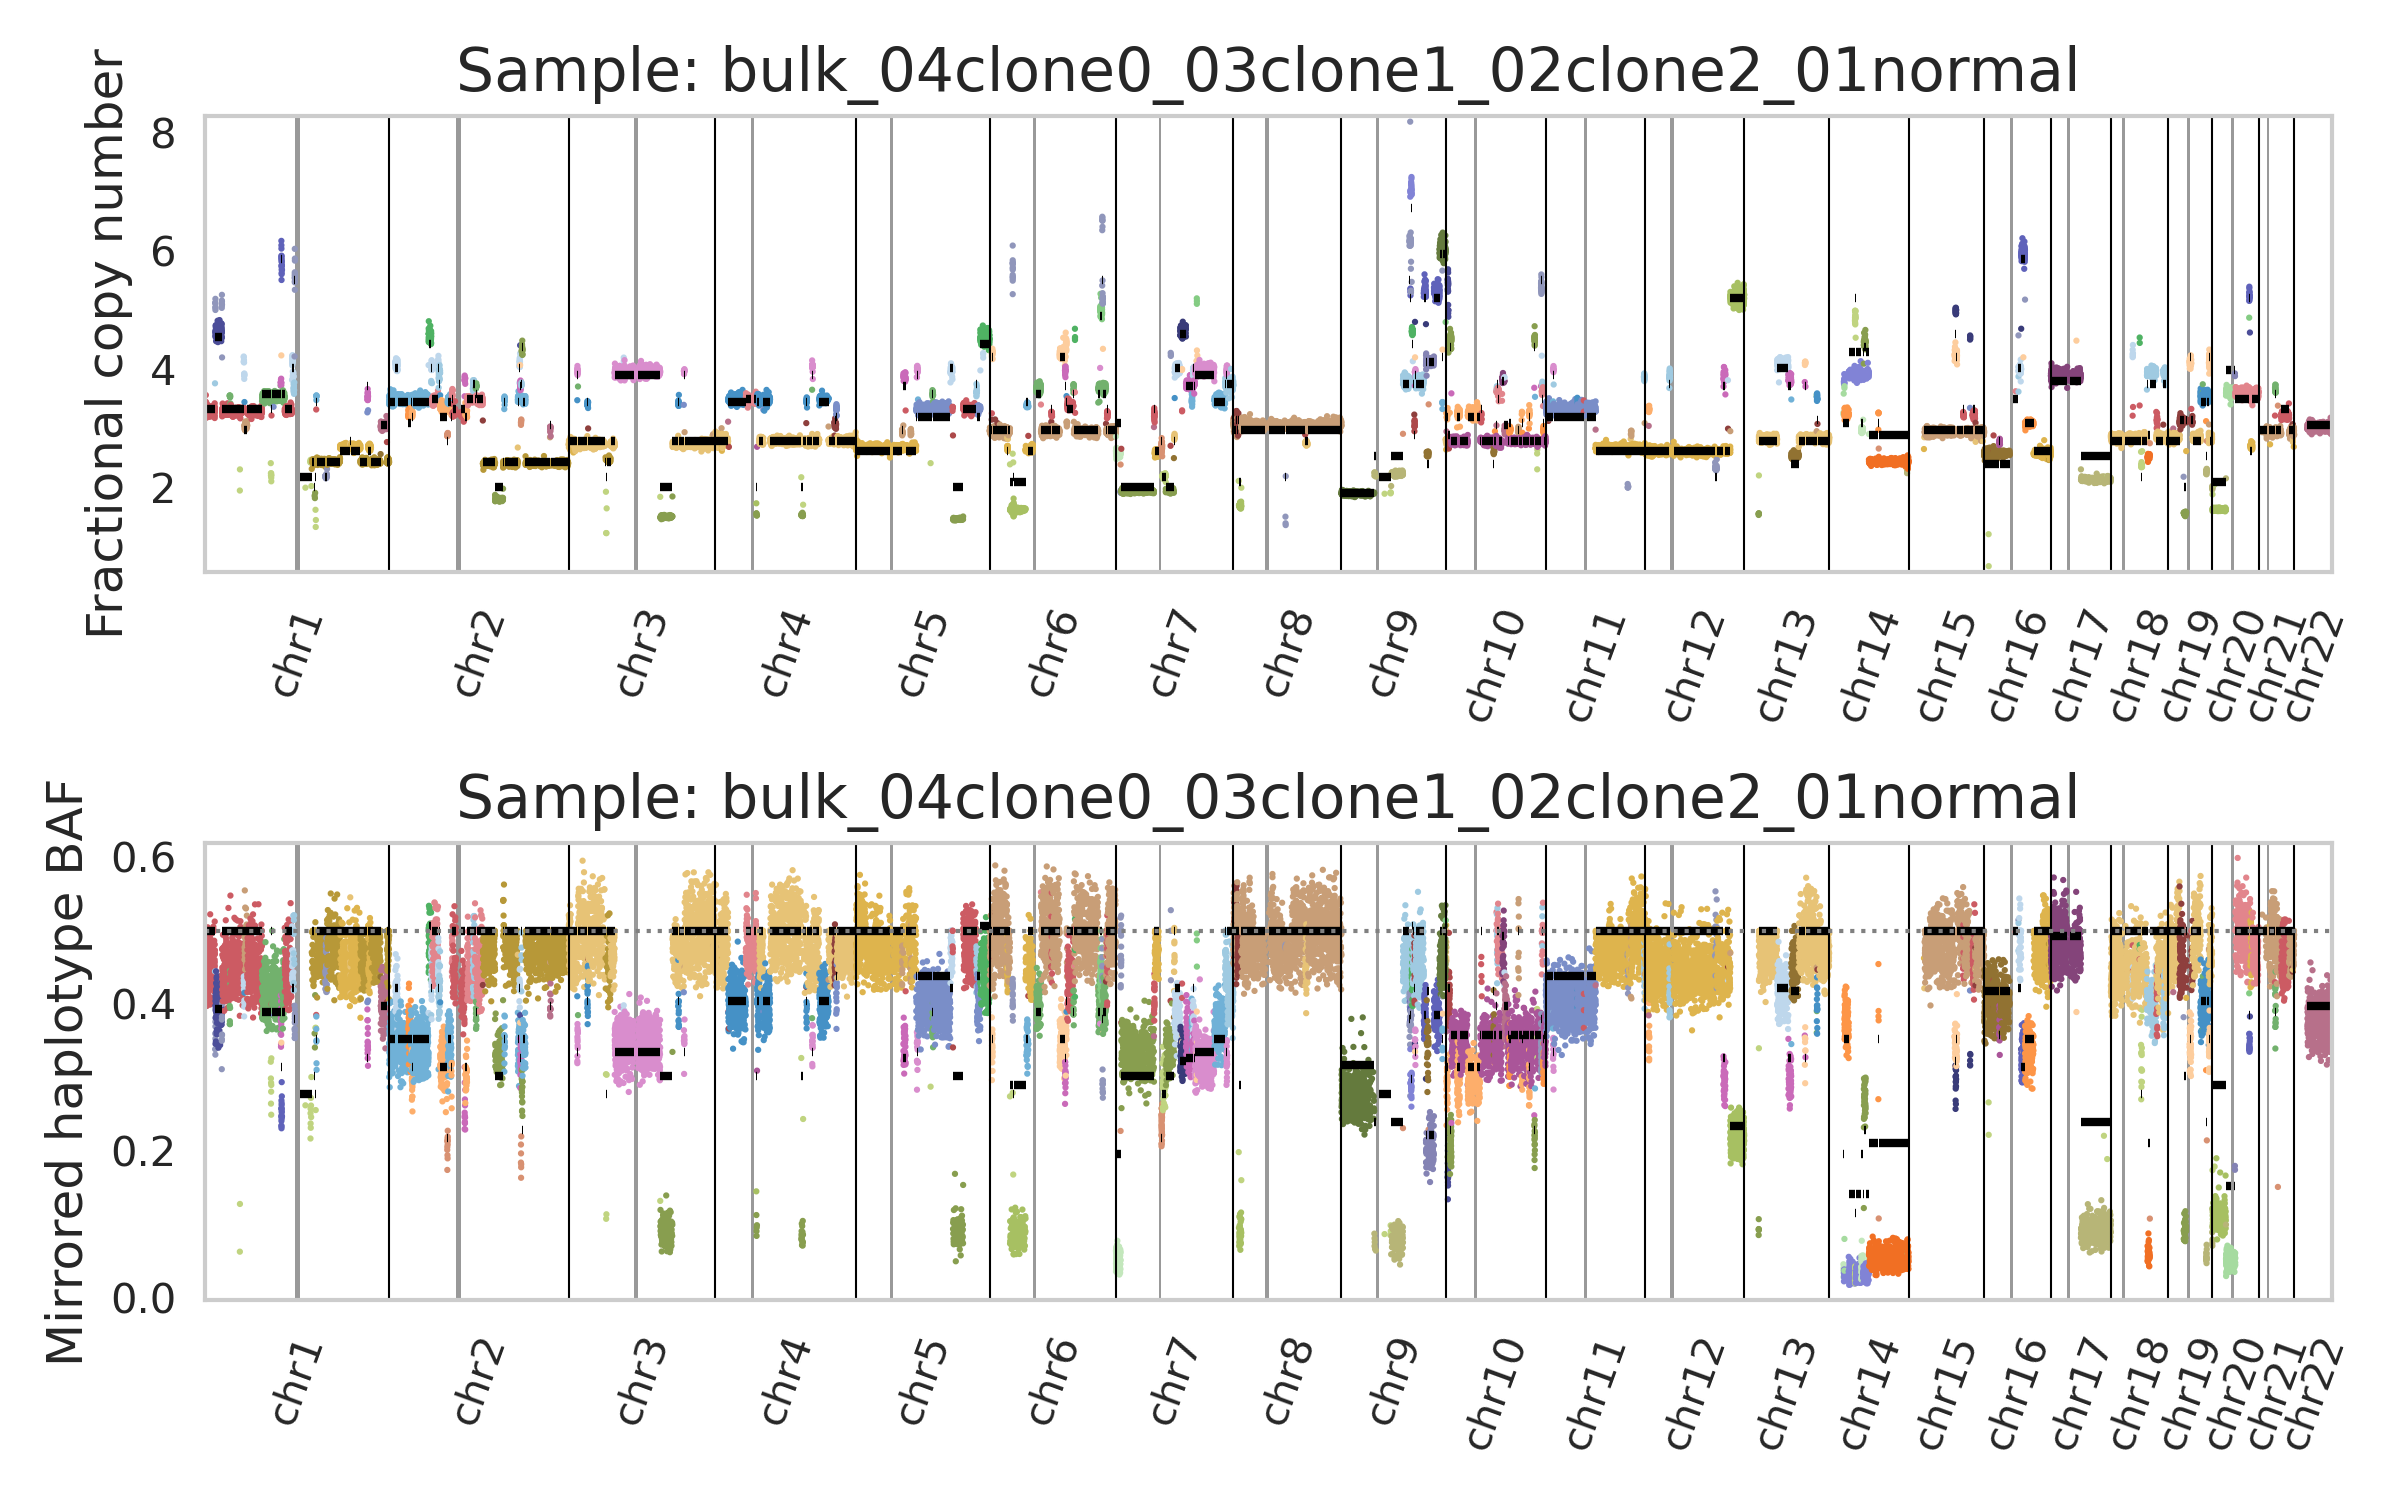 Sample: bulk_04clone0_03clone1_02clone2_01normal
Fractional copy number
8
6
4
2
chr1 chr2 chr3 chr4 chr5 chr6 chr7 chr8 chr9 chr10 chr11 chr12 chr13 chr14 chr15 chr16 chr17 chr18 chr19 chr20 chr21 chr22
Sample: bulk_04clone0_03clone1_02clone2_01normal
Mirrored haplotype BAF
0.6
0.4
0.2
0.0
chr1 chr2 chr3 chr4 chr5 chr6 chr7 chr8 chr9 chr10 chr11 chr12 chr13 chr14 chr15 chr16 chr17 chr18 chr19 chr20 chr21 chr22